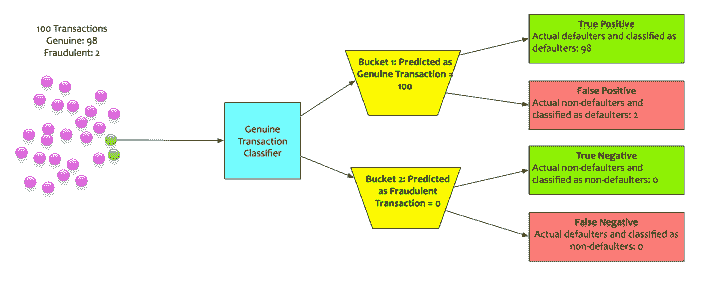 100 Transactions
Genuine: 98
Fraudulent: 2
Genuine
Transaction
Classifier
Bucket 1: Predicted as
Genuine Transaction =
100
Bucket 2: Predicted
as Fraudulent
Transaction = 0
True Positive
Actual defaulters and classified as
defaulters: 98
False Positive
Actual non-defaulters and
classified as defaulters: 2
True Negative
Actual non-defaulters and
classified as non-defaulters: 0
False Negative
Actual defaulters and classified as
non-defaulters: 0